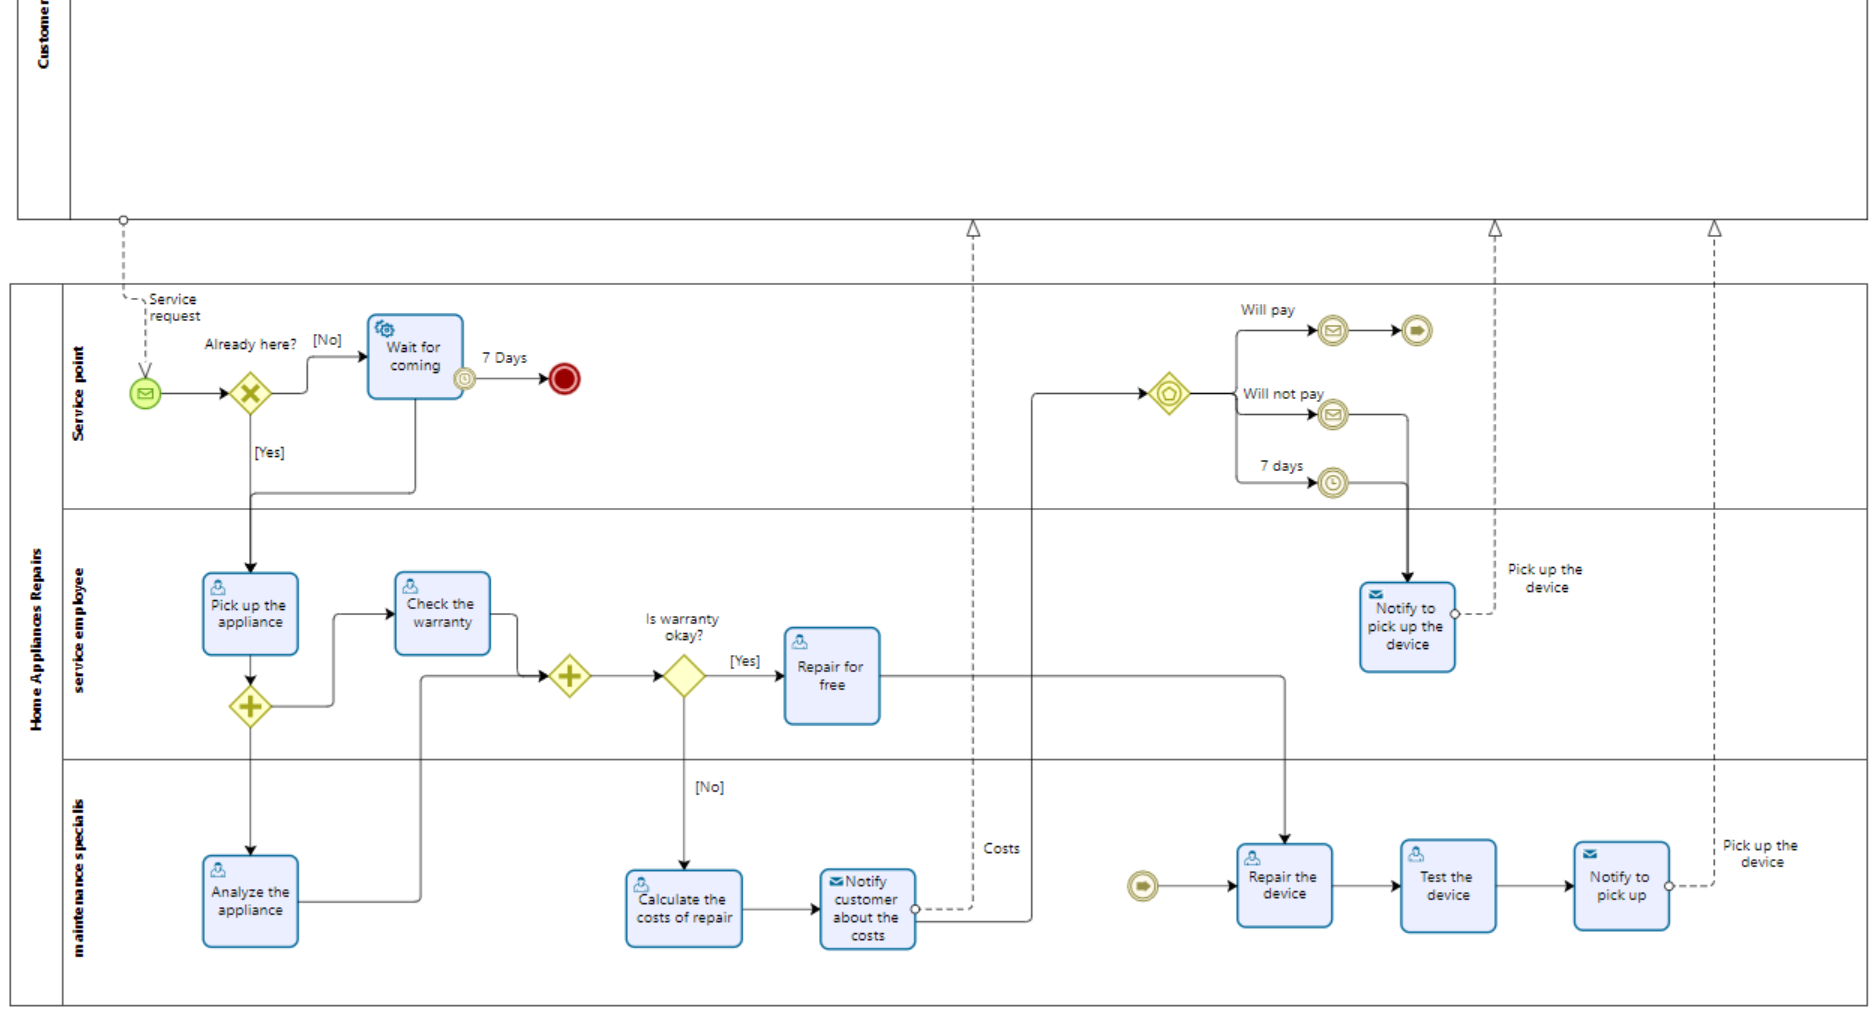 Customer
Service
request
Already here?
[No]
Wait for
coming
7 Days
Will pay
Will not pay
7 days
Service point
[Yes]
Home Appliances Repairs
service employee
Pick up the
appliance
Check the
warranty
Is warranty
okay?
[Yes]
Repair for
free
Notify to
pick up the
device
Pick up the
device
[No]
maintenance specialis
Analyze the
appliance
Calculate the
costs of repair
Notify
customer
about the
costs
Costs
Repair the
device
Test the
device
Notify to
pick up
Pick up the
device